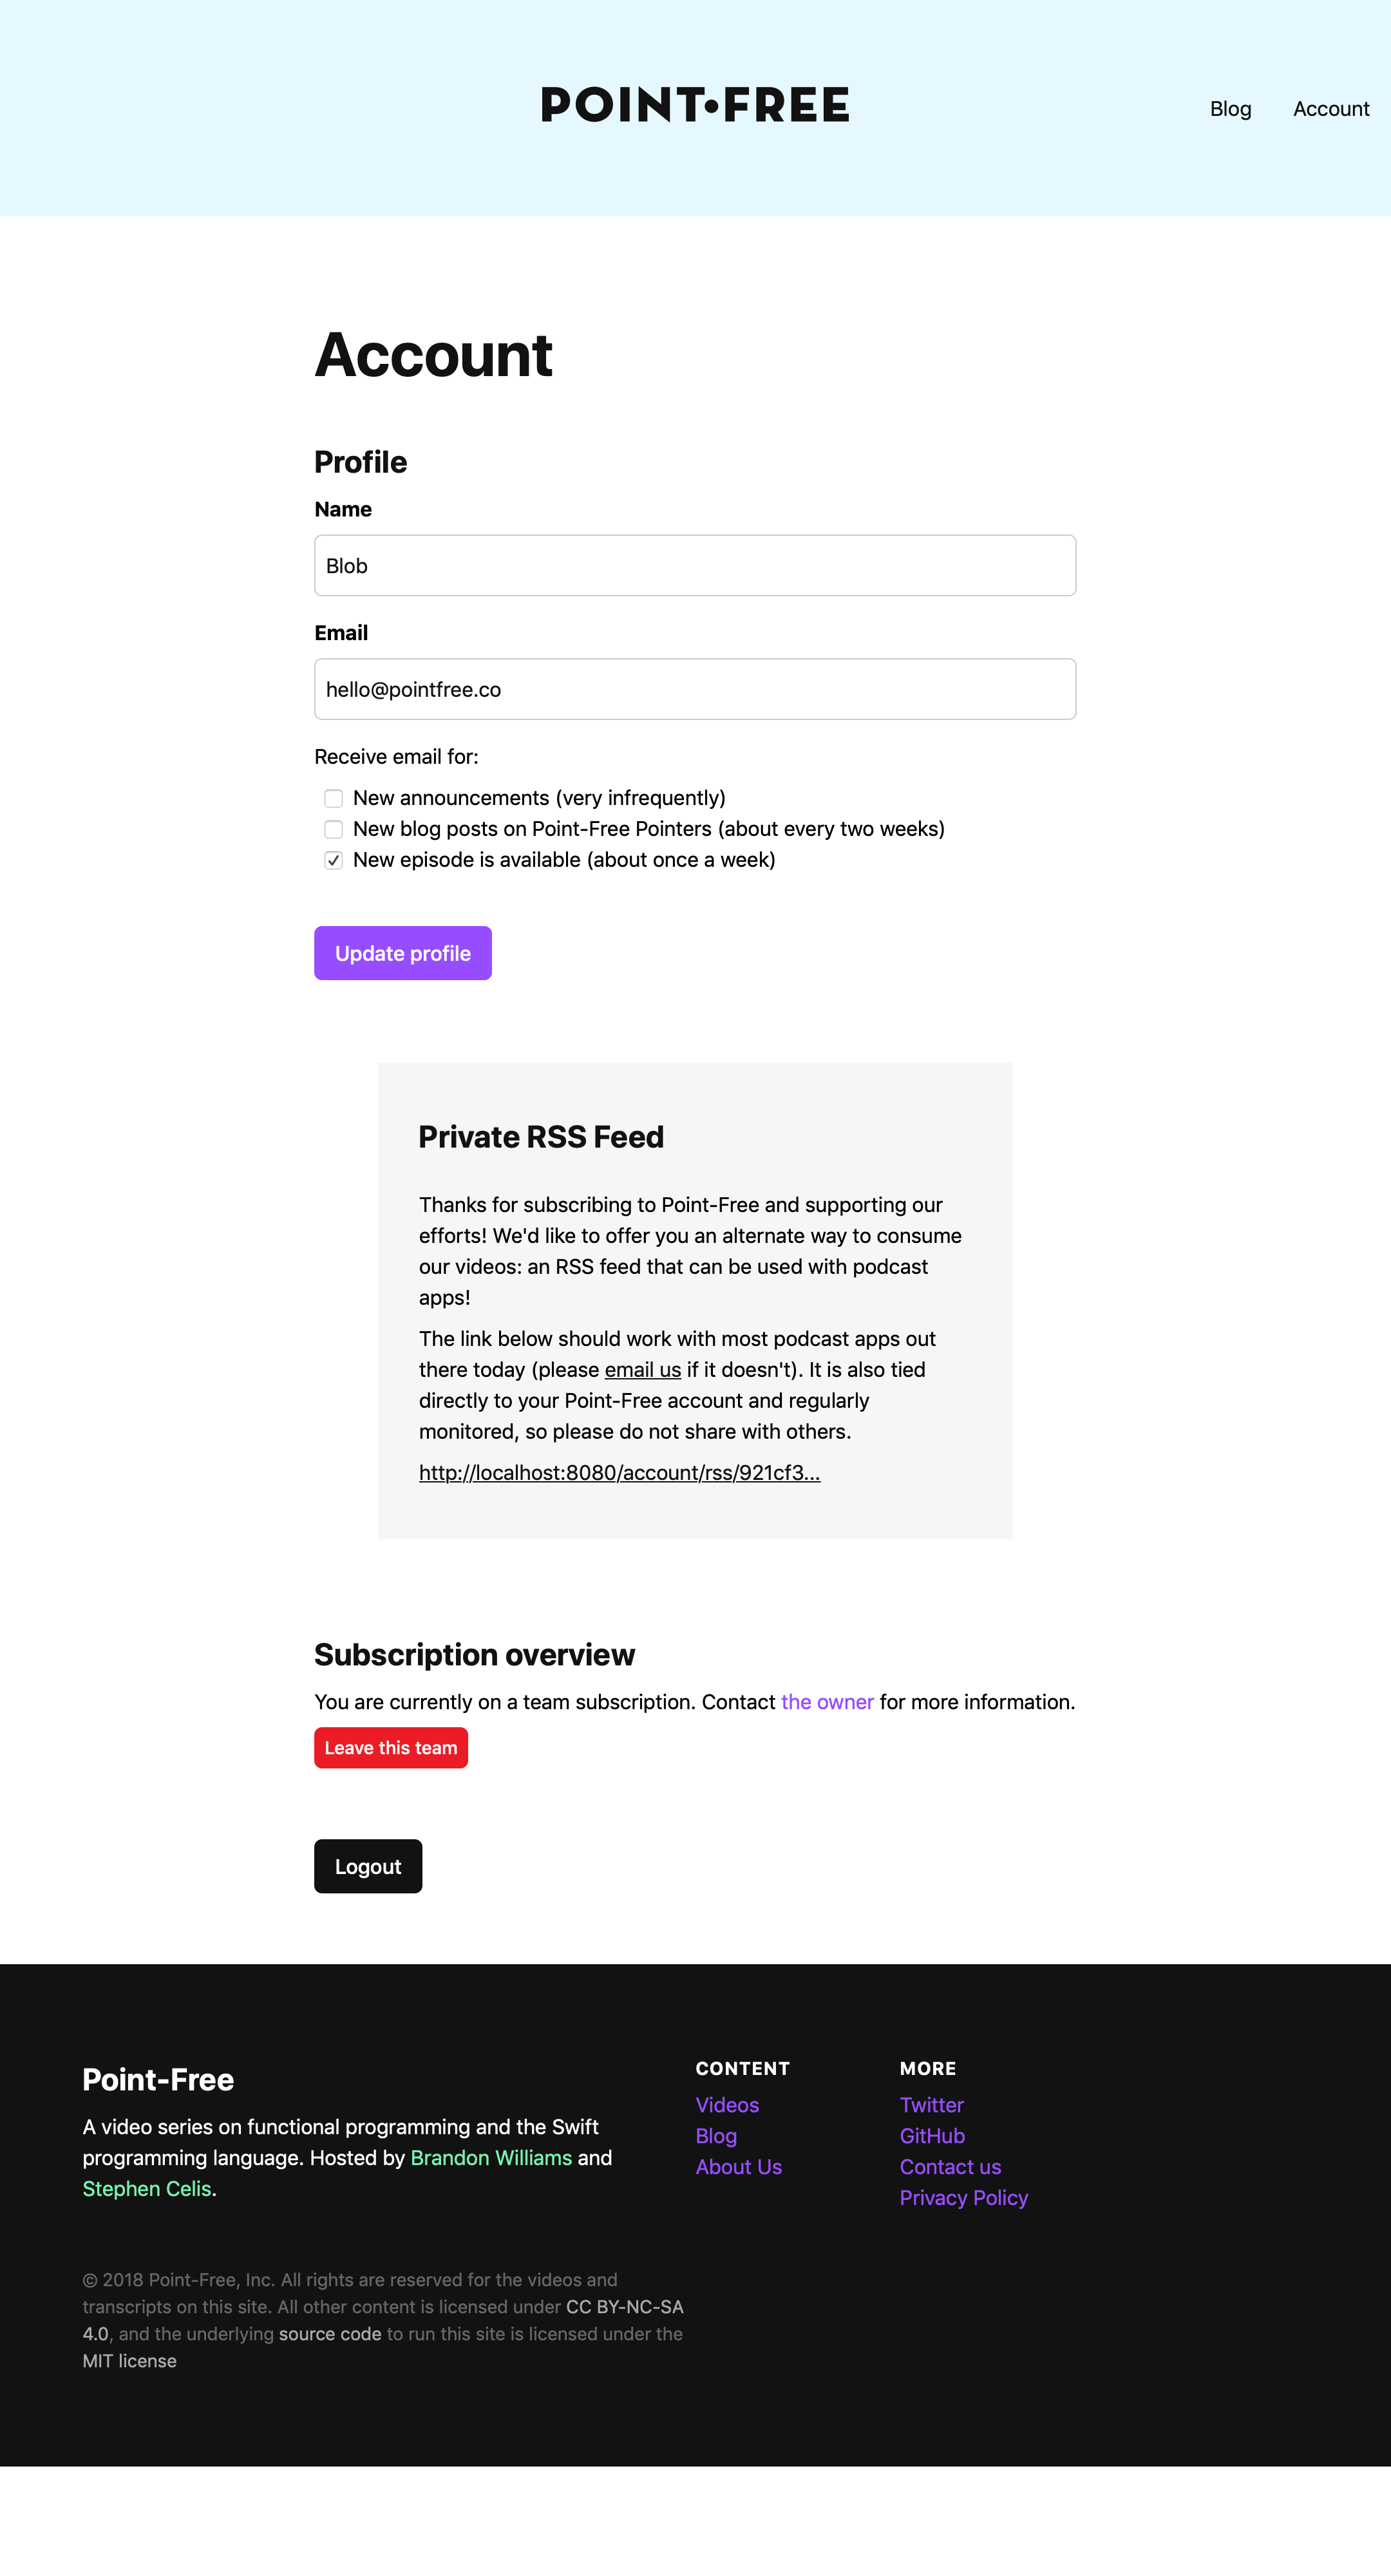 POINT•FREE
Blog
Account
Account
Profile
Name
Blob
Email
hello@pointfree.co
Receive email for:
New announcements (very infrequently)
New blog posts on Point-Free Pointers (about every two weeks)
New episode is available (about once a week)
Update profile
Private RSS Feed
Thanks for subscribing to Point-Free and supporting our
efforts! We'd like to offer you an alternate way to consume
our videos: an RSS feed that can be used with podcast
apps!
The link below should work with most podcast apps out
there today (please email us if it doesn't). It is also tied
directly to your Point-Free account and regularly
monitored, so please do not share with others.
http://localhost:8080/account/rss/921cf3...
Subscription overview
You are currently on a team subscription. Contact the owner for more information.
Leave this team
Logout
Point-Free
A video series on functional programming and the Swift
programming language. Hosted by Brandon Williams and
Stephen Celis.
CONTENT
Videos
Blog
About Us
MORE
Twitter
GitHub
Contact us
Privacy Policy
© 2018 Point-Free, Inc. All rights are reserved for the videos and
transcripts on this site. All other content is licensed under CC BY-NC-SA
4.0, and the underlying source code to run this site is licensed under the
MIT license